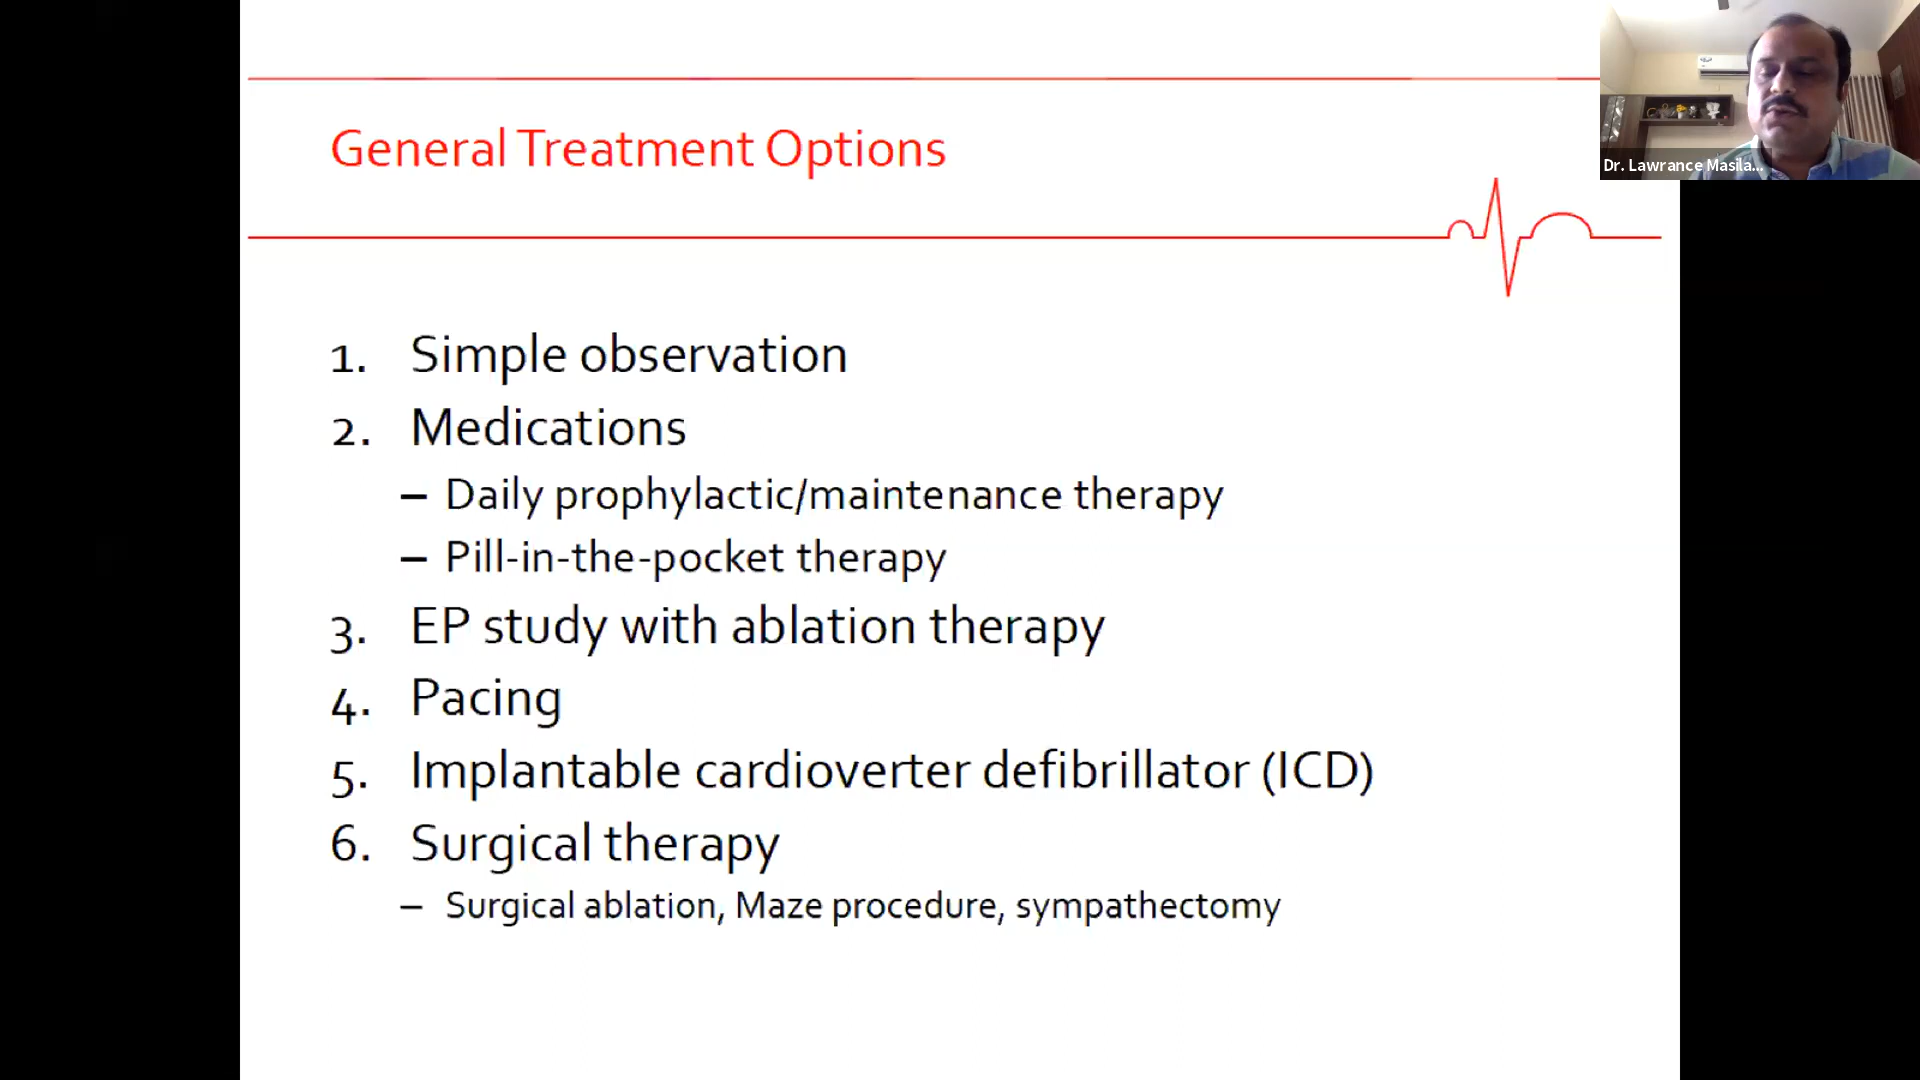 General Treatment Options
Dr. Lawrance Masila...
1. Simple observation
2. Medications
– Daily prophylactic/maintenance therapy
– Pill-in-the-pocket therapy
3. EP study with ablation therapy
4. Pacing
5. Implantable cardioverter defibrillator (ICD)
6. Surgical therapy
– Surgical ablation, Maze procedure, sympathectomy